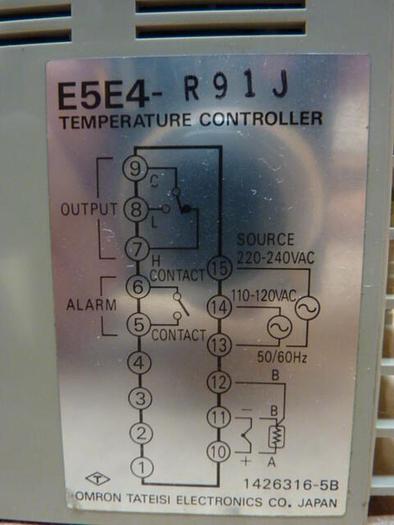 E5E4- R91J
TEMPERATURE CONTROLLER
9
C
OUTPUT
8
L
7
H
SOURCE
220-240VAC
CONTACT
6
15
ALARM
110-120VAC
14
5
CONTACT
13
50/60Hz
4
12
B
3
11
B
2
10
A
1
1426316-5B
T
OMRON TATEISI ELECTRONICS CO. JAPAN